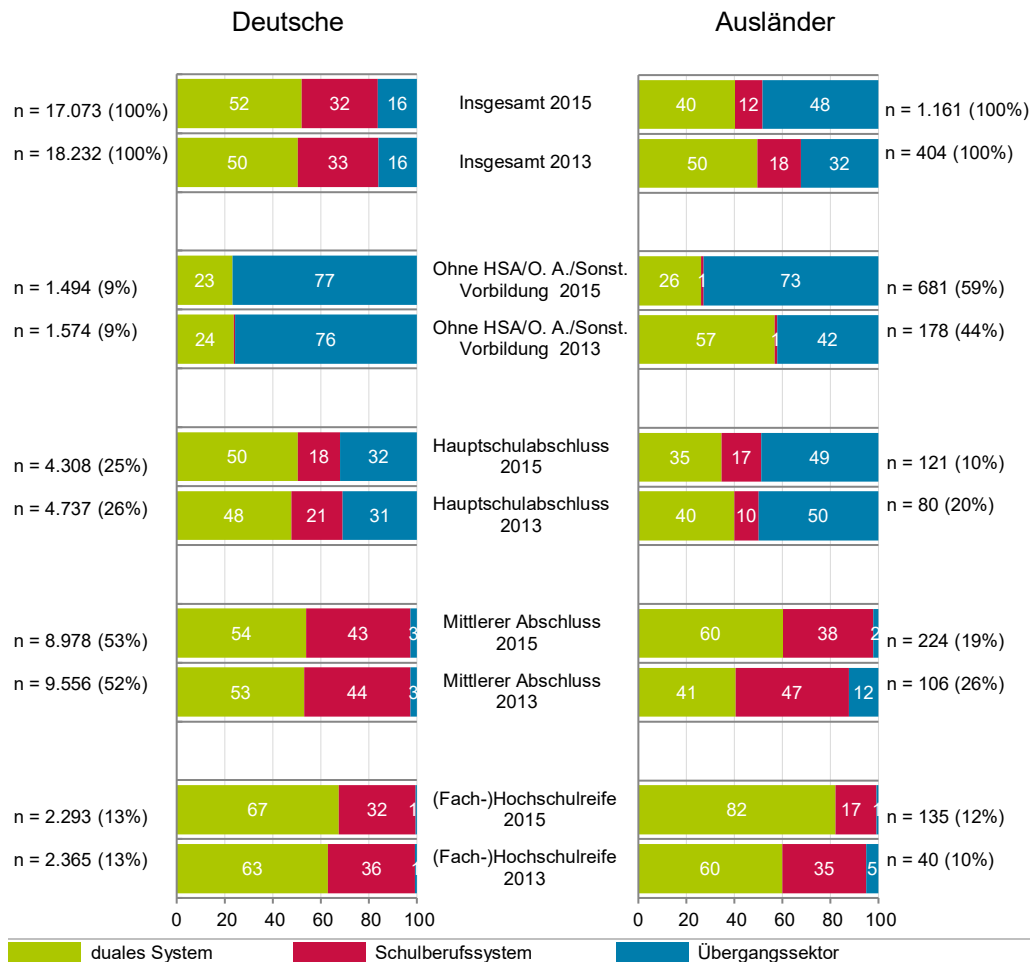 Deutsche Ausländer
n = 17.073 (100%) 52 32 16 Insgesamt 2015 40 12 48 n = 1.161 (100%)
n = 18.232 (100%) 50 33 16 Insgesamt 2013 50 18 32 n = 404 (100%)
n = 1.494 (9%) 23 77 Ohne HSA/O. A./Sonst. Vorbildung 2015 26 1 73 n = 681 (59%)
n = 1.574 (9%) 24 76 Ohne HSA/O. A./Sonst. Vorbildung 2013 57 1 42 n = 178 (44%)
n = 4.308 (25%) 50 18 32 Hauptschulabschluss 2015 35 17 49 n = 121 (10%)
n = 4.737 (26%) 48 21 31 Hauptschulabschluss 2013 40 10 50 n = 80 (20%)
n = 8.978 (53%) 54 43 3 Mittlerer Abschluss 2015 60 38 2 n = 224 (19%)
n = 9.556 (52%) 53 44 3 Mittlerer Abschluss 2013 41 47 12 n = 106 (26%)
n = 2.293 (13%) 67 32 1 (Fach-)Hochschulreife 2015 82 17 1 n = 135 (12%)
n = 2.365 (13%) 63 36 1 (Fach-)Hochschulreife 2013 60 35 5 n = 40 (10%)
0 20 40 60 80 100 0 20 40 60 80 100
duales System Schulberufssystem Übergangssektor